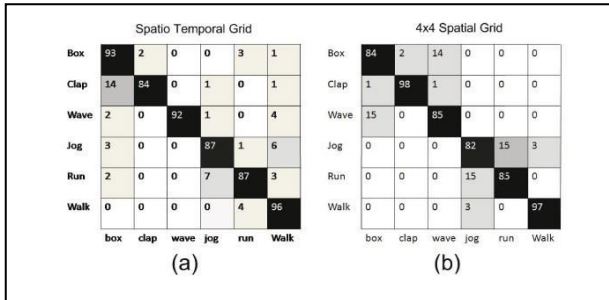 Spatio Temporal Grid 4x4 Spatial Grid
Box 93 2 0 0 3 1 Box 84 2 14 0 0 0
Clap 14 84 0 1 0 1 Clap 1 98 1 0 0 0
Wave 2 0 92 1 0 4 Wave 15 0 85 0 0 0
Jog 3 0 0 87 1 6 Jog 0 0 0 82 15 3
Run 2 0 0 7 87 3 Run 0 0 0 15 85 0
Walk 0 0 0 0 4 96 Walk 0 0 0 3 0 97
box clap wave jog run Walk box clap wave jog run Walk
(a) (b)